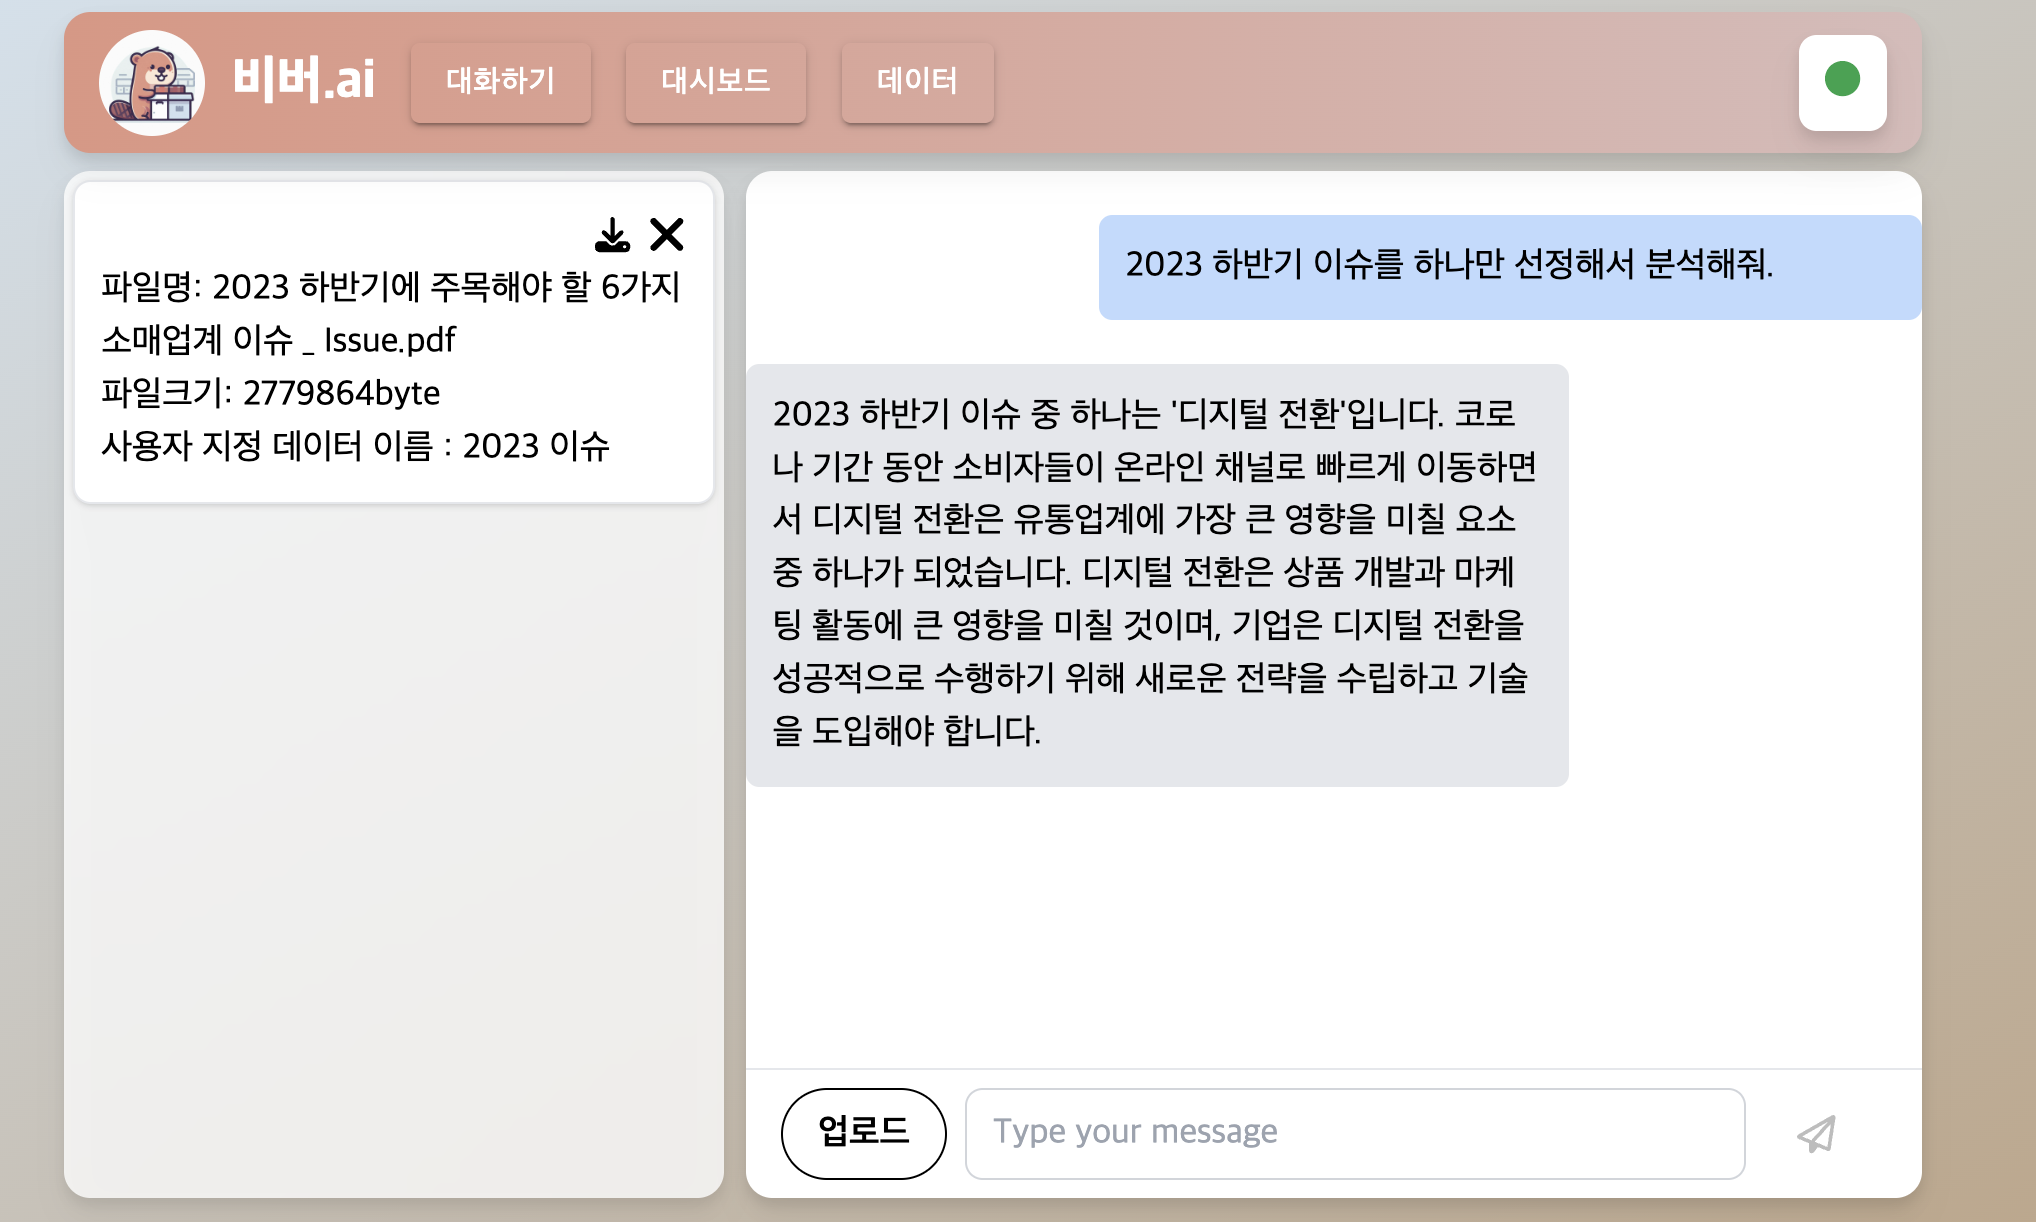 비버.ai
대화하기
대시보드
데이터
파일명: 2023 하반기에 주목해야 할 6가지
소매업계 이슈 _ Issue.pdf
파일크기: 2779864byte
사용자 지정 데이터 이름 : 2023 이슈
2023 하반기 이슈를 하나만 선정해서 분석해줘.
2023 하반기 이슈 중 하나는 '디지털 전환'입니다. 코로
나 기간 동안 소비자들이 온라인 채널로 빠르게 이동하면
서 디지털 전환은 유통업계에 가장 큰 영향을 미칠 요소
중 하나가 되었습니다. 디지털 전환은 상품 개발과 마케
팅 활동에 큰 영향을 미칠 것이며, 기업은 디지털 전환을
성공적으로 수행하기 위해 새로운 전략을 수립하고 기술
을 도입해야 합니다.
업로드
Type your message